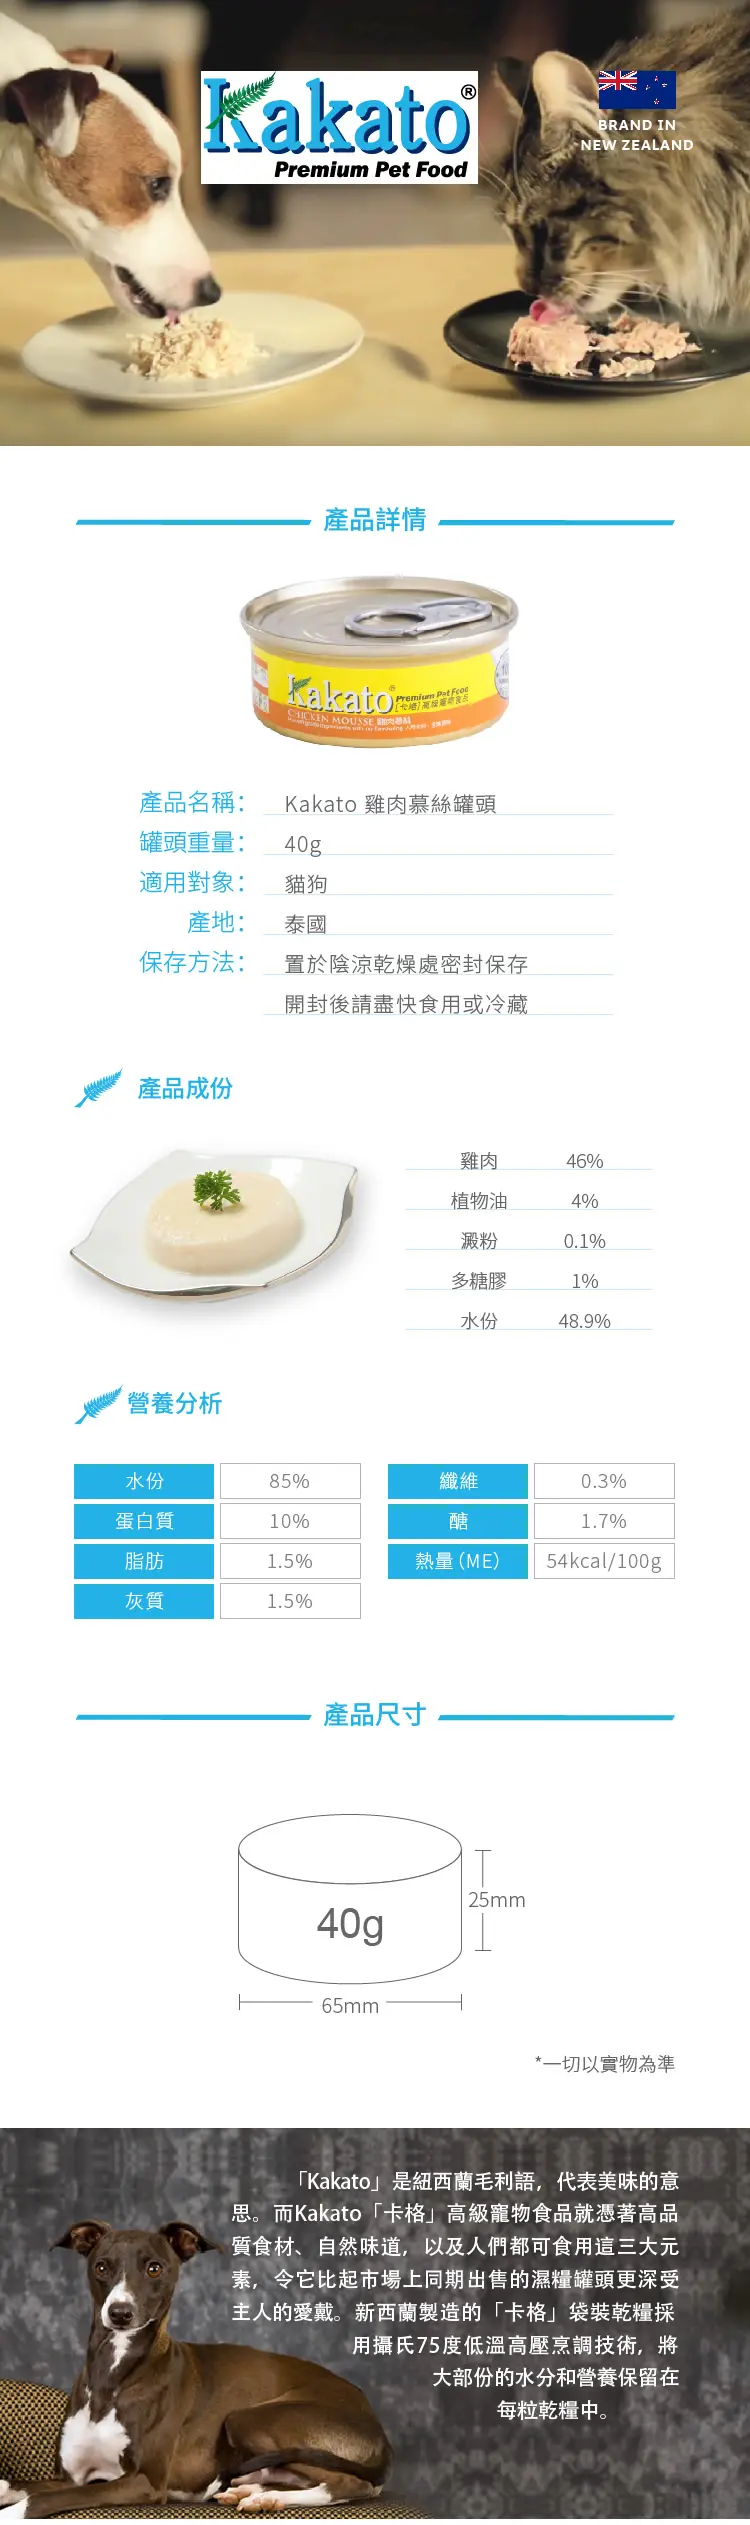 Kakato®
Premium Pet Food
BRAND IN
NEW ZEALAND
產品詳情
Kakato® Premium Pet Food
[卡格]高級寵物食品
CHICKEN MOUSSE 雞肉慕絲
產品名稱： Kakato 雞肉慕絲罐頭
罐頭重量： 40g
適用對象： 貓狗
產地： 泰國
保存方法： 置於陰涼乾燥處密封保存
開封後請盡快食用或冷藏
產品成份
雞肉 46%
植物油 4%
澱粉 0.1%
多糖膠 1%
水份 48.9%
營養分析
水份 85% 纖維 0.3%
蛋白質 10% 醣 1.7%
脂肪 1.5% 熱量（ME） 54kcal/100g
灰質 1.5%
產品尺寸
40g
25mm
65mm
*一切以實物為準
「Kakato」是紐西蘭毛利語，代表美味的意
思。而Kakato「卡格」高級寵物食品就憑著高品
質食材、自然味道，以及人們都可食用這三大元
素，令它比起市場上同期出售的濕糧罐頭更深受
主人的愛戴。新西蘭製造的「卡格」袋裝乾糧採
用攝氏75度低溫高壓烹調技術，將
大部份的水分和營養保留在
每粒乾糧中。